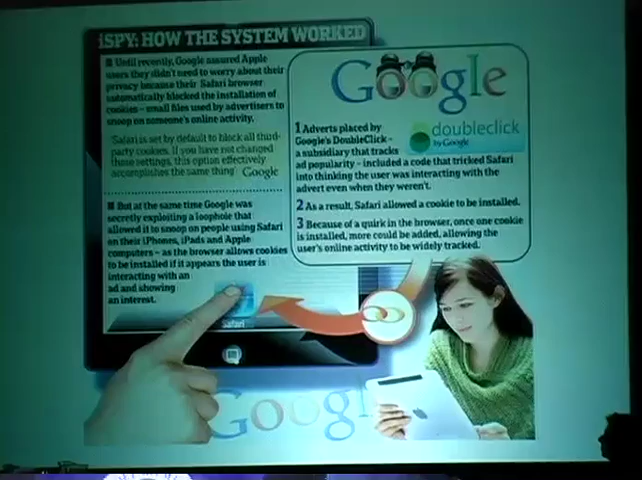 iSPY: HOW THE SYSTEM WORKED
■ Until recently, Google assured Apple
users they didn't need to worry about their
privacy because their Safari browser
automatically blocked the installation of
cookies – small files used by advertisers to
snoop on someone's online activity.
'Safari is set by default to block all third-
party cookies. If you have not changed
those settings, this option effectively
accomplishes the same thing' Google
■ But at the same time Google was
secretly exploiting a loophole that
allowed it to snoop on people using Safari
on their iPhones, iPads and Apple
computers – as the browser allows cookies
to be installed if it appears the user is
interacting with an
ad and showing
an interest.
Safari
Google
1 Adverts placed by
Google's DoubleClick –
a subsidiary that tracks
ad popularity – included a code that tricked Safari
into thinking the user was interacting with the
advert even when they weren't.
doubleclick
by Google
2 As a result, Safari allowed a cookie to be installed.
3 Because of a quirk in the browser, once one cookie
is installed, more could be added, allowing the
user's online activity to be widely tracked.
Google